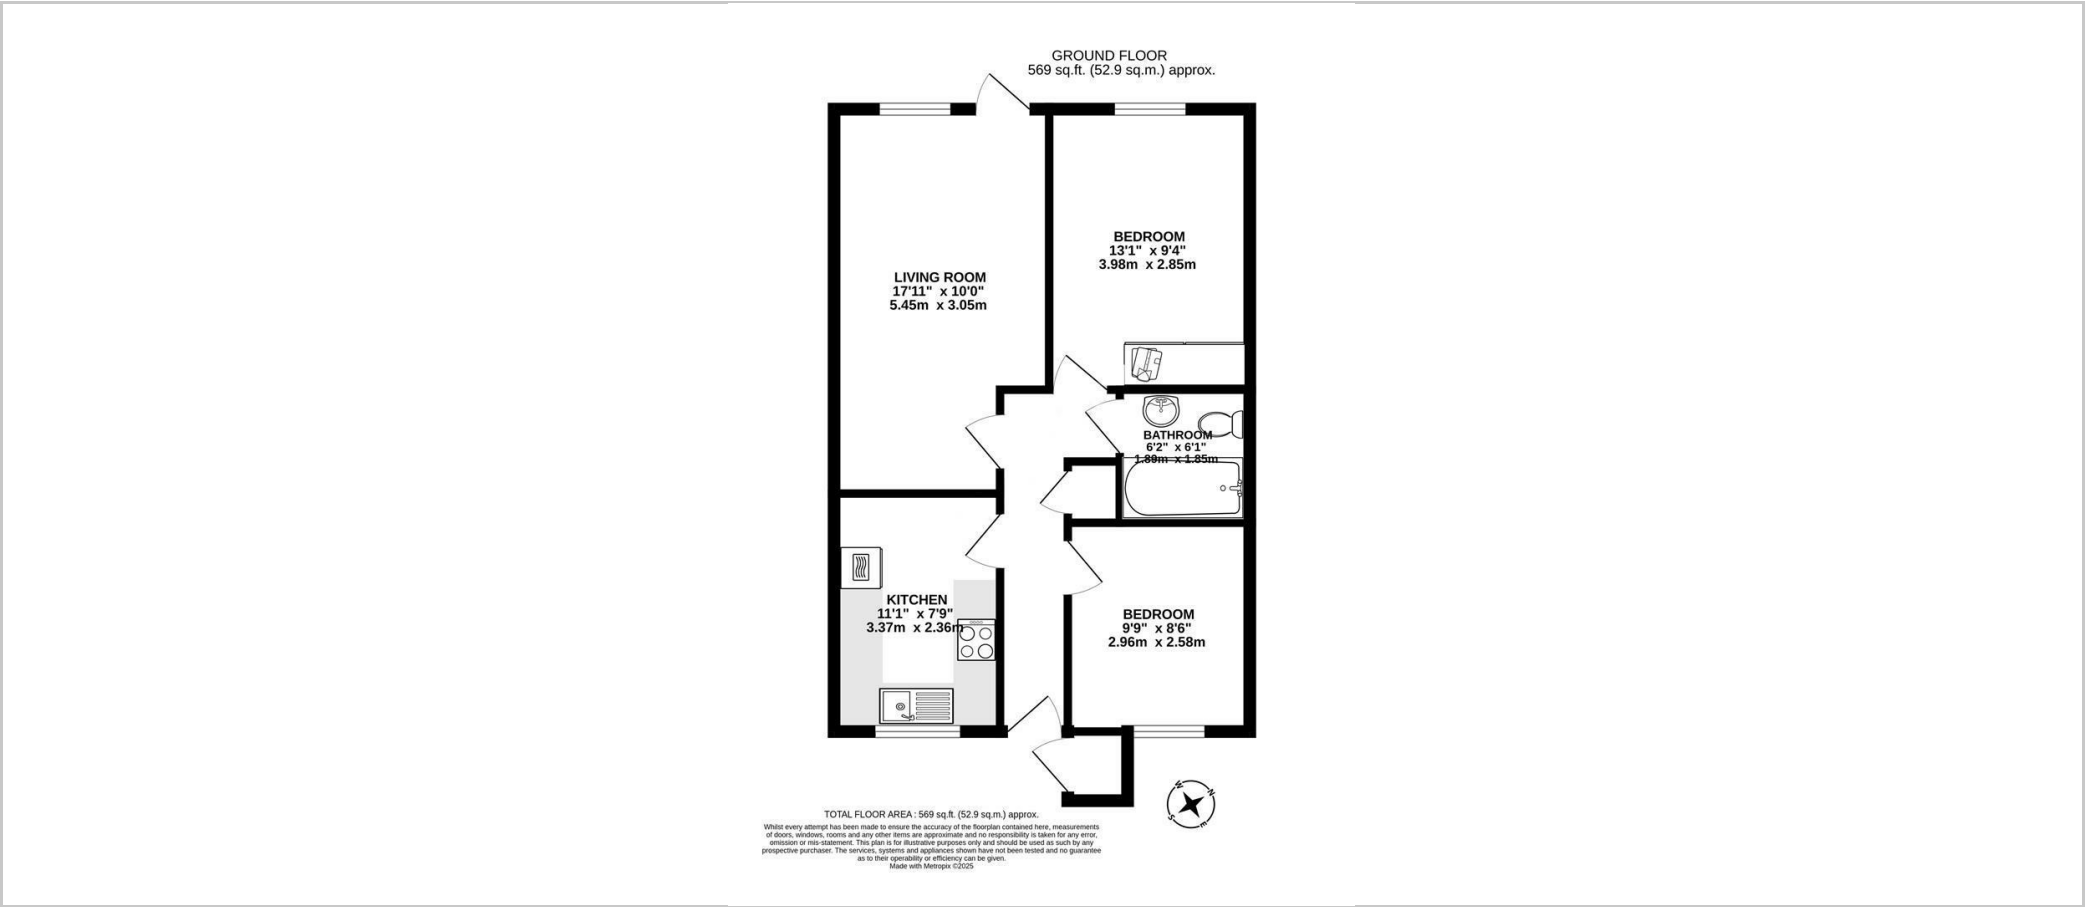 GROUND FLOOR
569 sq.ft. (52.9 sq.m.) approx.
BEDROOM
13'1" x 9'4"
3.98m x 2.85m
LIVING ROOM
17'11" x 10'0"
5.45m x 3.05m
BATHROOM
6'2" x 6'1"
1.89m x 1.85m
KITCHEN
11'1" x 7'9"
3.37m x 2.36m
BEDROOM
9'9" x 8'6"
2.96m x 2.58m
W
N
S
E
TOTAL FLOOR AREA : 569 sq.ft. (52.9 sq.m.) approx.
Whilst every attempt has been made to ensure the accuracy of the floorplan contained here, measurements
of doors, windows, rooms and any other items are approximate and no responsibility is taken for any error,
omission or mis-statement. This plan is for illustrative purposes only and should be used as such by any
prospective purchaser. The services, systems and appliances shown have not been tested and no guarantee
as to their operability or efficiency can be given.
Made with Metropix ©2025